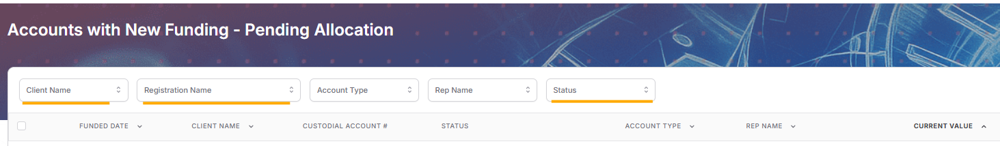 Accounts with New Funding - Pending Allocation
Client Name Registration Name Account Type Rep Name Status
FUNDED DATE CLIENT NAME CUSTODIAL ACCOUNT # STATUS ACCOUNT TYPE REP NAME CURRENT VALUE